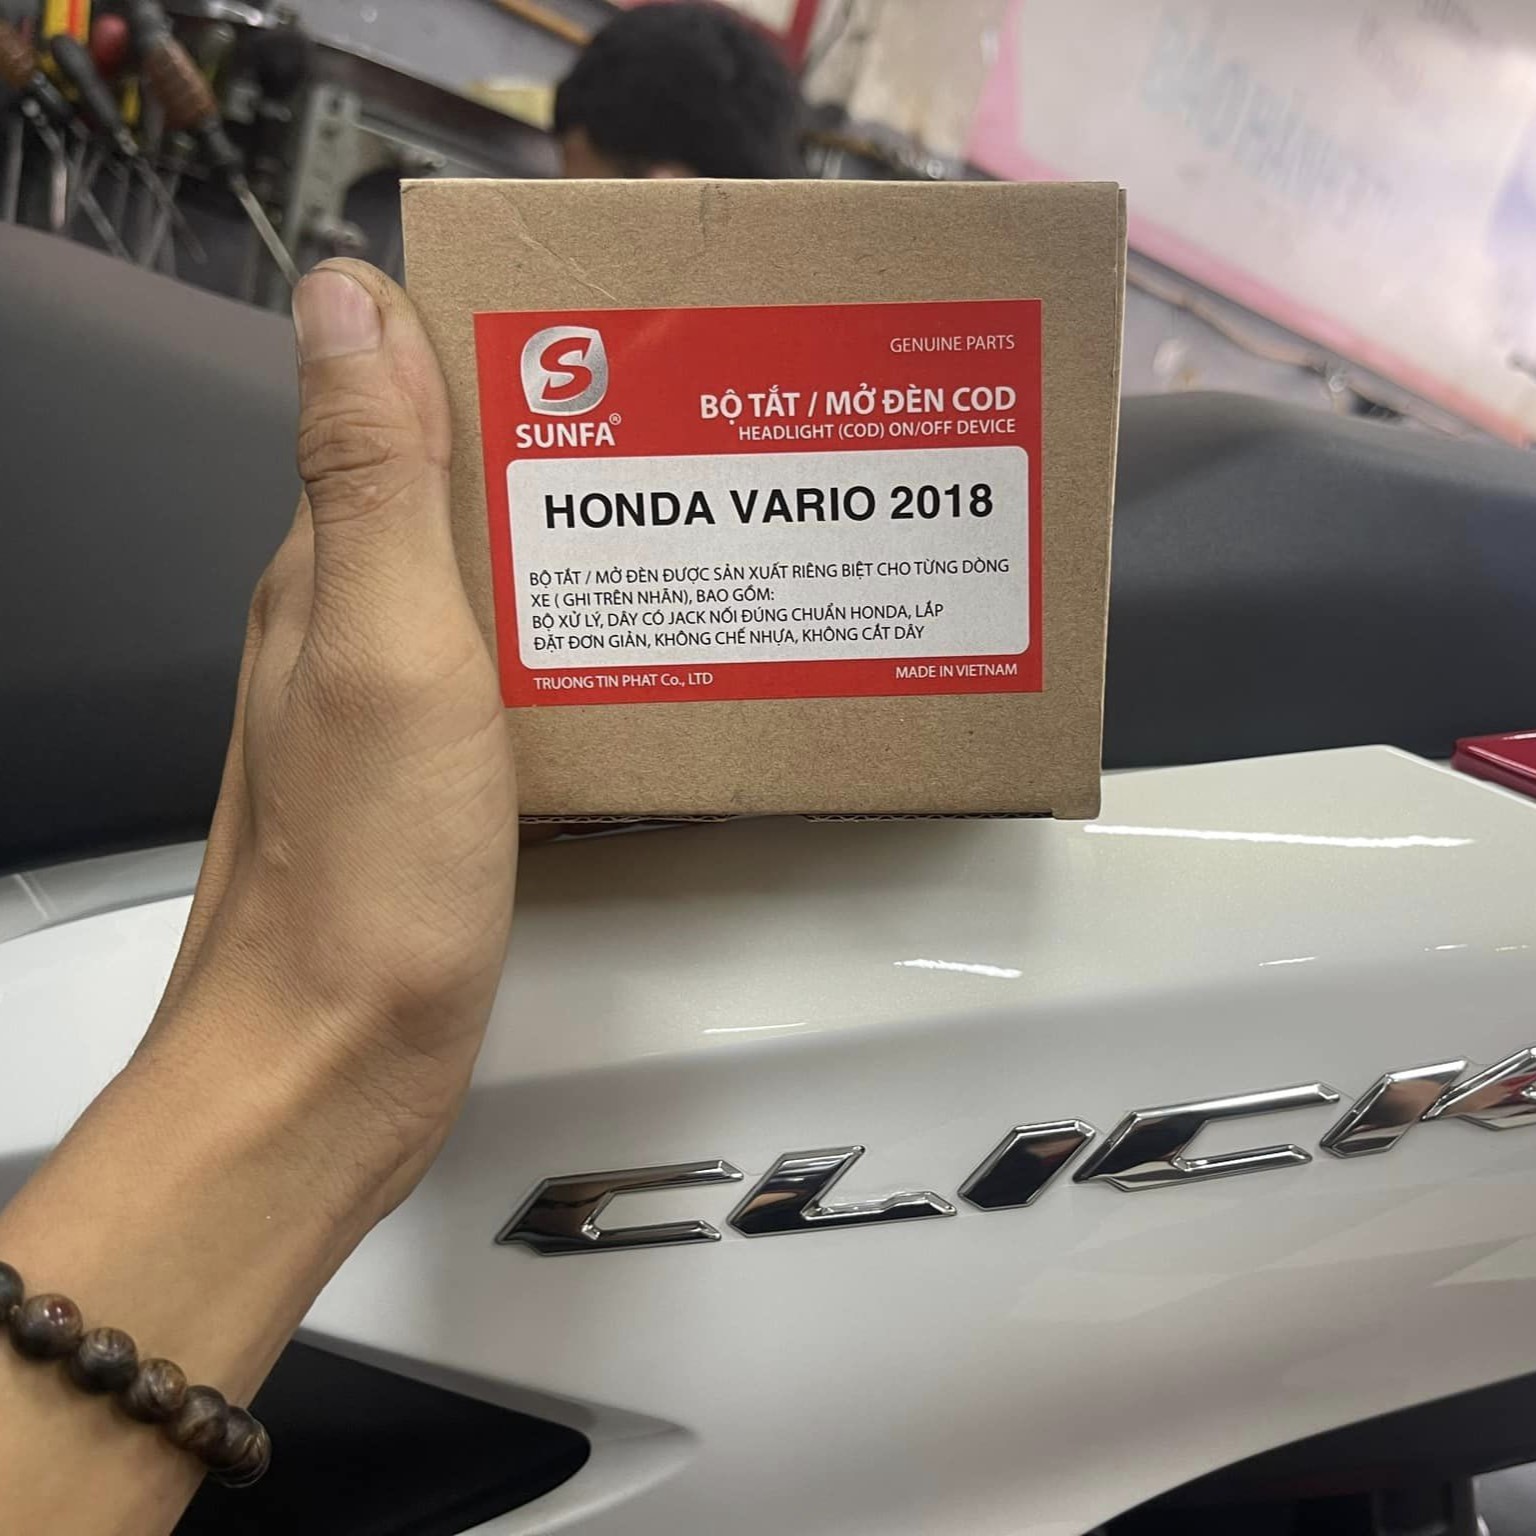 GENUINE PARTS
S
SUNFA®
BỘ TẮT / MỞ ĐÈN COD
HEADLIGHT (COD) ON/OFF DEVICE
HONDA VARIO 2018
BỘ TẮT / MỞ ĐÈN ĐƯỢC SẢN XUẤT RIÊNG BIỆT CHO TỪNG DÒNG
XE ( GHI TRÊN NHÃN), BAO GỒM:
BỘ XỬ LÝ, DÂY CÓ JACK NỐI ĐÚNG CHUẨN HONDA, LẮP
ĐẶT ĐƠN GIẢN, KHÔNG CHẾ NHỰA, KHÔNG CẮT DÂY
TRUONG TIN PHAT Co., LTD
MADE IN VIETNAM
CLICK